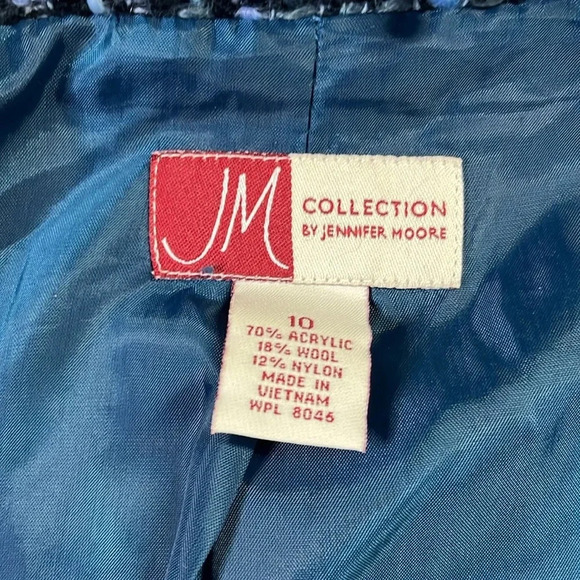 JM
COLLECTION
BY JENNIFER MOORE
10
70% ACRYLIC
18% WOOL
12% NYLON
MADE IN
VIETNAM
WPL 8046